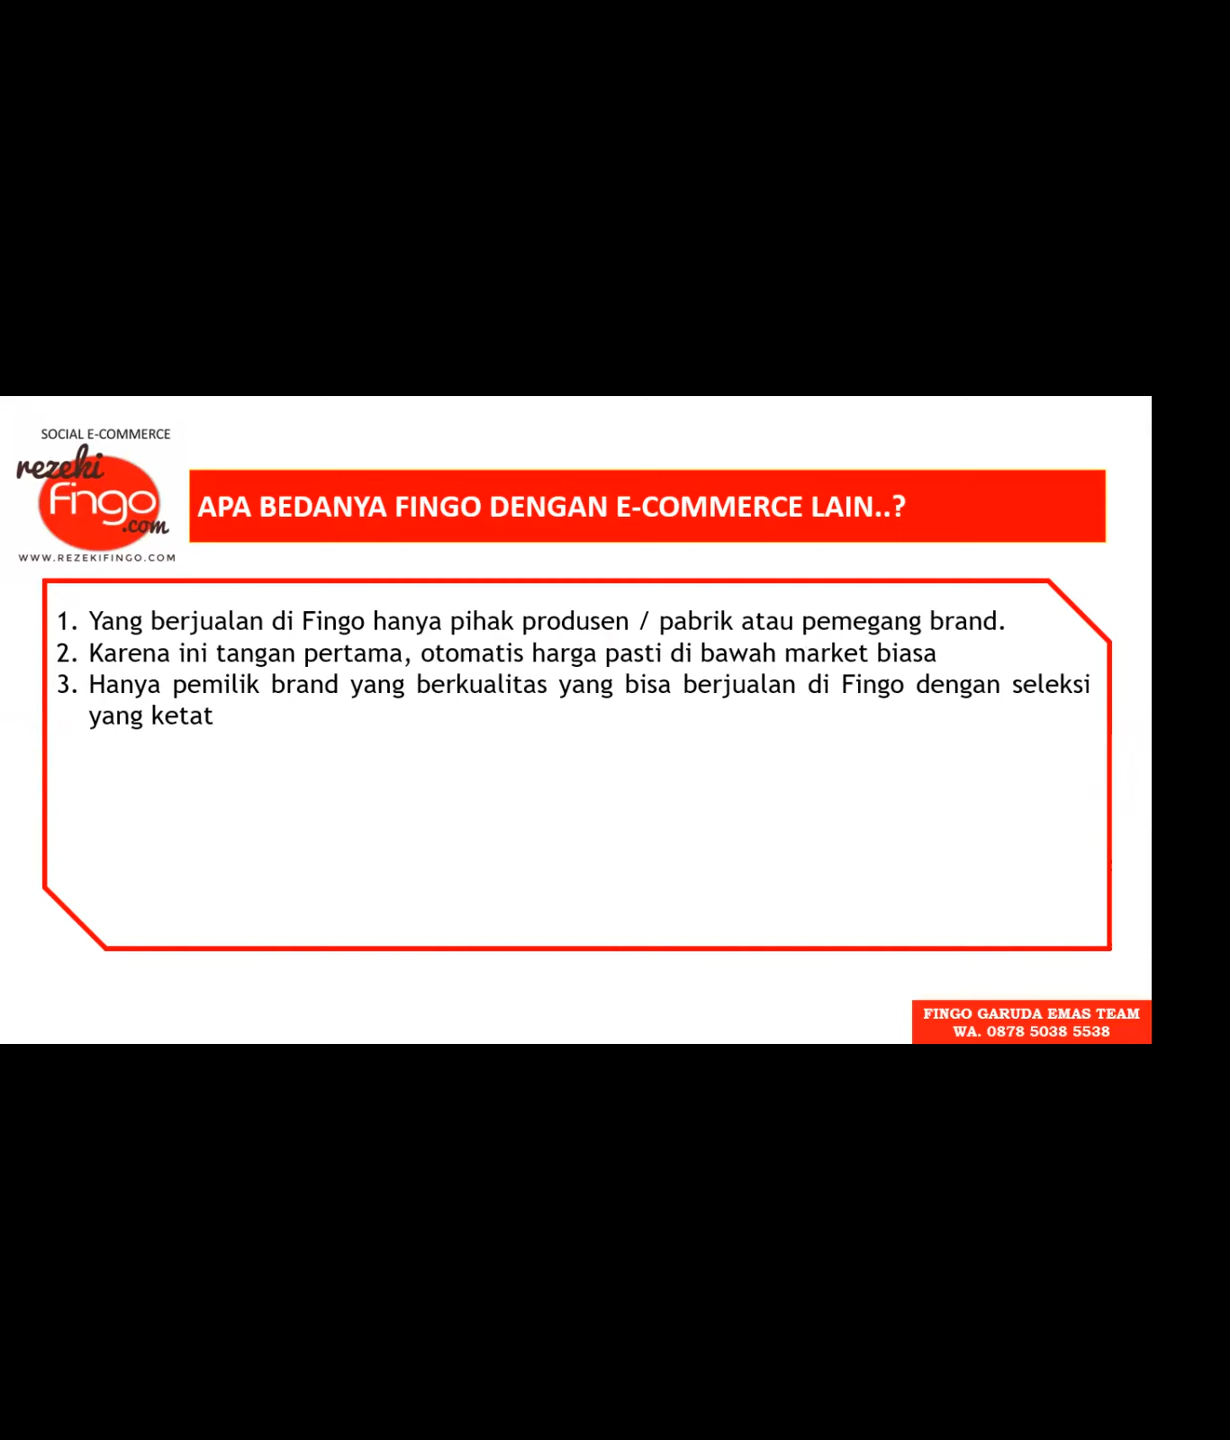 SOCIAL E-COMMERCE
rezeki
Fingo
.com
WWW.REZEKIFINGO.COM
APA BEDANYA FINGO DENGAN E-COMMERCE LAIN..?
1. Yang berjualan di Fingo hanya pihak produsen / pabrik atau pemegang brand.
2. Karena ini tangan pertama, otomatis harga pasti di bawah market biasa
3. Hanya pemilik brand yang berkualitas yang bisa berjualan di Fingo dengan seleksi
yang ketat
FINGO GARUDA EMAS TEAM
WA. 0878 5038 5538